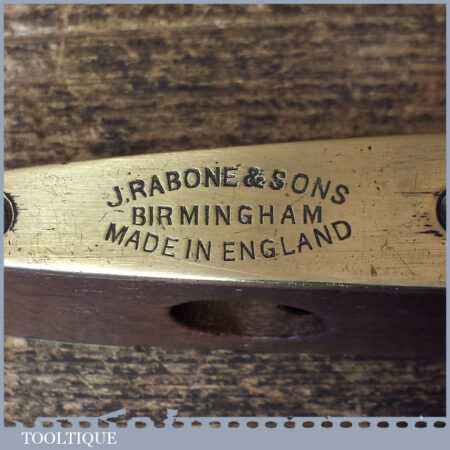 J. RABONE & SONS
BIRMINGHAM
MADE IN ENGLAND
TOOLTIQUE